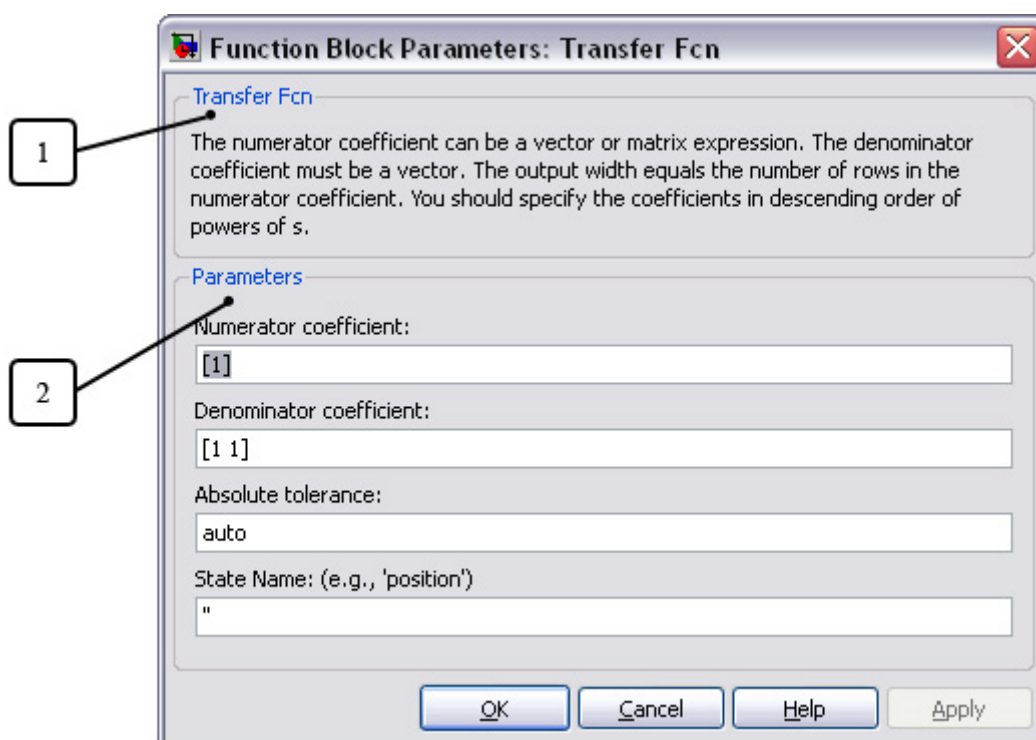 Function Block Parameters: Transfer Fcn
Transfer Fcn
1
The numerator coefficient can be a vector or matrix expression. The denominator
coefficient must be a vector. The output width equals the number of rows in the
numerator coefficient. You should specify the coefficients in descending order of
powers of s.
Parameters
Numerator coefficient:
[1]
2
Denominator coefficient:
[1 1]
Absolute tolerance:
auto
State Name: (e.g., 'position')
''
OK Cancel Help Apply